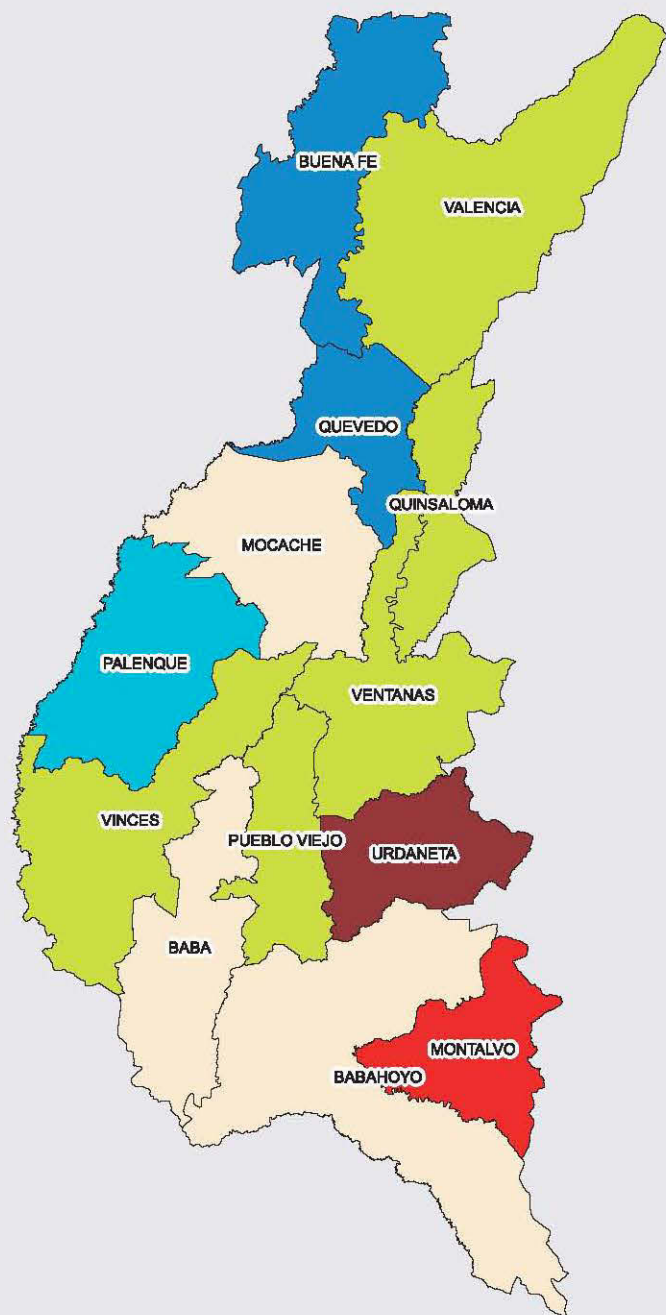 BUENA FE
VALENCIA
QUEVEDO
QUINSALOMA
MOCACHE
PALENQUE
VENTANAS
VINCES
PUEBLO VIEJO
URDANETA
BABA
MONTALVO
BABAHOYO